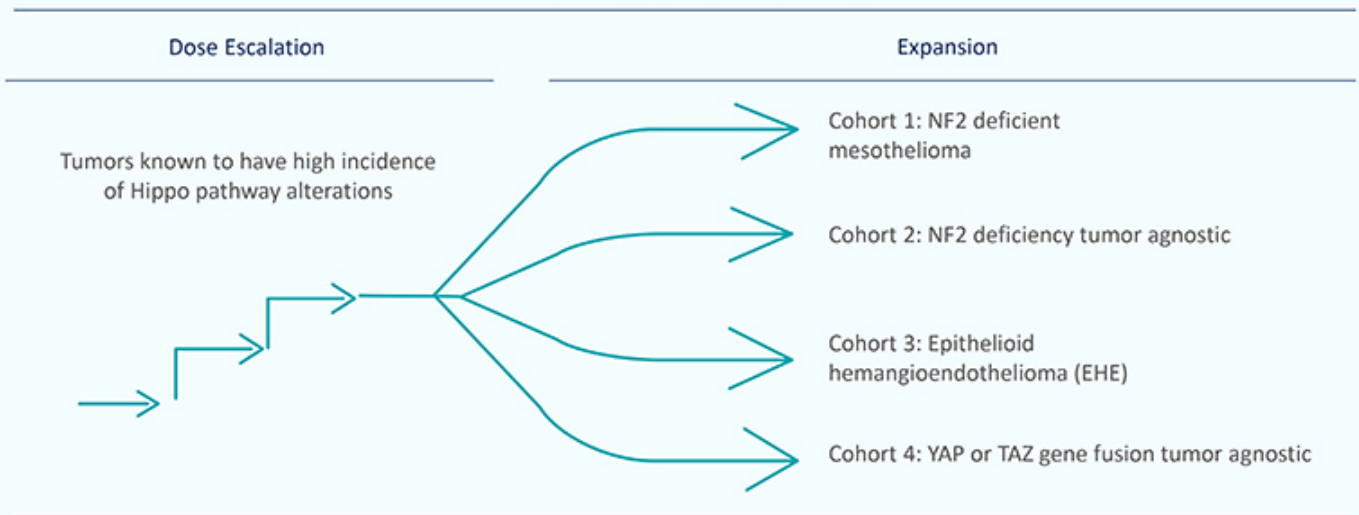 Dose Escalation
Expansion
Tumors known to have high incidence
of Hippo pathway alterations
Cohort 1: NF2 deficient
mesothelioma
Cohort 2: NF2 deficiency tumor agnostic
Cohort 3: Epithelioid
hemangioendothelioma (EHE)
Cohort 4: YAP or TAZ gene fusion tumor agnostic